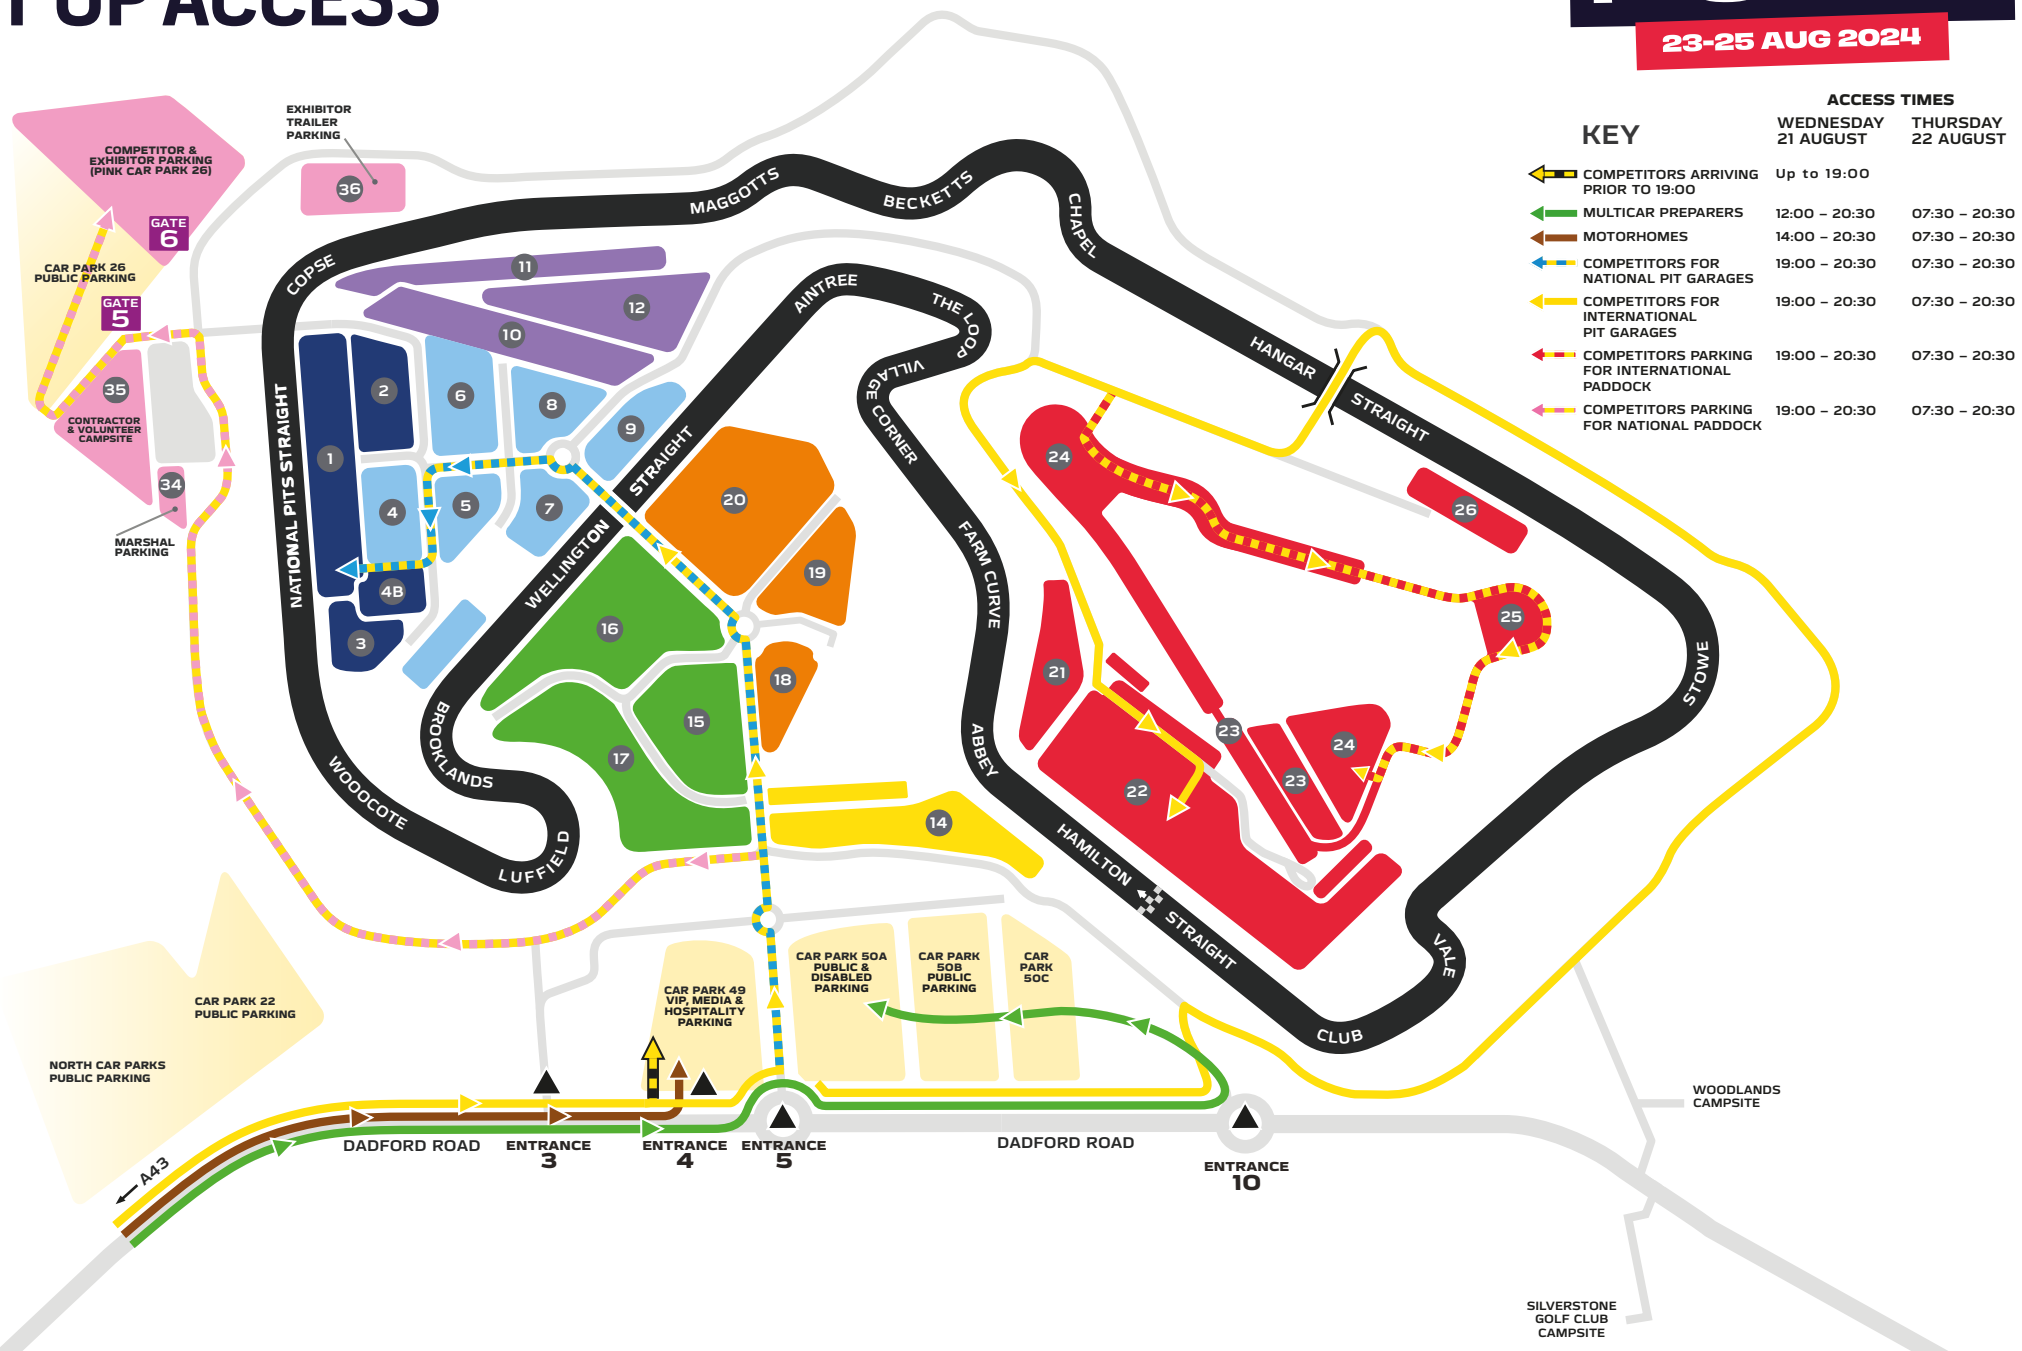 UP ACCESS
23-25 AUG 2024
ACCESS TIMES
KEY
WEDNESDAY
21 AUGUST
THURSDAY
22 AUGUST
COMPETITORS ARRIVING
PRIOR TO 19:00
Up to 19:00
MULTICAR PREPARERS
12:00 – 20:30
07:30 – 20:30
MOTORHOMES
14:00 – 20:30
07:30 – 20:30
COMPETITORS FOR
NATIONAL PIT GARAGES
19:00 – 20:30
07:30 – 20:30
COMPETITORS FOR
INTERNATIONAL
PIT GARAGES
19:00 – 20:30
07:30 – 20:30
COMPETITORS PARKING
FOR INTERNATIONAL
PADDOCK
19:00 – 20:30
07:30 – 20:30
COMPETITORS PARKING
FOR NATIONAL PADDOCK
19:00 – 20:30
07:30 – 20:30
EXHIBITOR
TRAILER
PARKING
36
COMPETITOR &
EXHIBITOR PARKING
(PINK CAR PARK 26)
GATE
6
CAR PARK 26
PUBLIC PARKING
GATE
5
35
CONTRACTOR
& VOLUNTEER
CAMPSITE
34
MARSHAL
PARKING
COPSE
MAGGOTTS
BECKETTS
CHAPEL
HANGAR
STRAIGHT
STOWE
VALE
CLUB
HAMILTON
STRAIGHT
ABBEY
FARM CURVE
VILLAGE CORNER
THE LOOP
AINTREE
WELLINGTON
STRAIGHT
BROOKLANDS
LUFFIELD
WOOCOTE
NATIONAL PITS STRAIGHT
11
12
10
1
2
6
8
9
4
5
7
4B
3
20
19
16
18
15
17
14
24
26
25
21
23
24
23
22
CAR PARK 22
PUBLIC PARKING
NORTH CAR PARKS
PUBLIC PARKING
CAR PARK 49
VIP, MEDIA &
HOSPITALITY
PARKING
CAR PARK 50A
PUBLIC &
DISABLED
PARKING
CAR PARK
50B
PUBLIC
PARKING
CAR
PARK
50C
A43
DADFORD ROAD
ENTRANCE
3
ENTRANCE
4
ENTRANCE
5
DADFORD ROAD
ENTRANCE
10
WOODLANDS
CAMPSITE
SILVERSTONE
GOLF CLUB
CAMPSITE